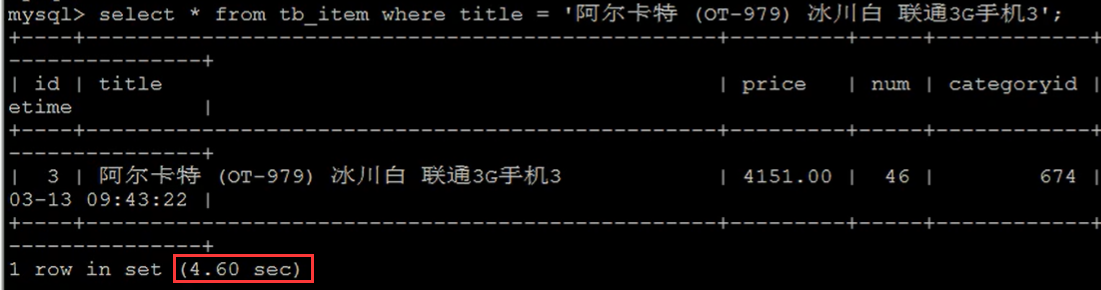 mysql> select * from tb_item where title = '阿尔卡特 (OT-979) 冰川白 联通3G手机3';
+----+---------------------------------------------------+---------+-----+------------+
----------------+
| id | title | price | num | categoryid |
etime |
+----+---------------------------------------------------+---------+-----+------------+
----------------+
| 3 | 阿尔卡特 (OT-979) 冰川白 联通3G手机3 | 4151.00 | 46 | 674
03-13 09:43:22 |
+----+---------------------------------------------------+---------+-----+------------+
----------------+
1 row in set (4.60 sec)